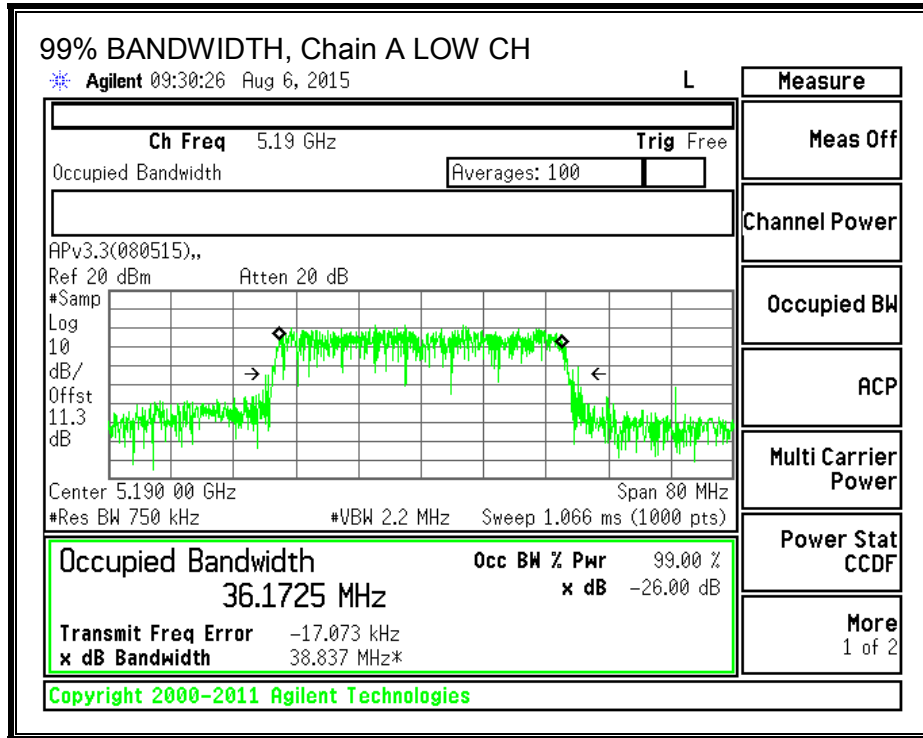 99% BANDWIDTH, Chain A LOW CH
Agilent 09:30:26 Aug 6, 2015 L
Ch Freq 5.19 GHz Trig Free
Occupied Bandwidth Averages: 100
APv3.3(080515),,
Ref 20 dBm Atten 20 dB
#Samp
Log
10
dB/
Offst
11.3
dB
Center 5.190 00 GHz Span 80 MHz
#Res BW 750 kHz #VBW 2.2 MHz Sweep 1.066 ms (1000 pts)
Occupied Bandwidth Occ BW % Pwr 99.00 %
36.1725 MHz x dB -26.00 dB
Transmit Freq Error -17.073 kHz
x dB Bandwidth 38.837 MHz*
Copyright 2000-2011 Agilent Technologies
Measure
Meas Off
Channel Power
Occupied BW
ACP
Multi Carrier
Power
Power Stat
CCDF
More
1 of 2